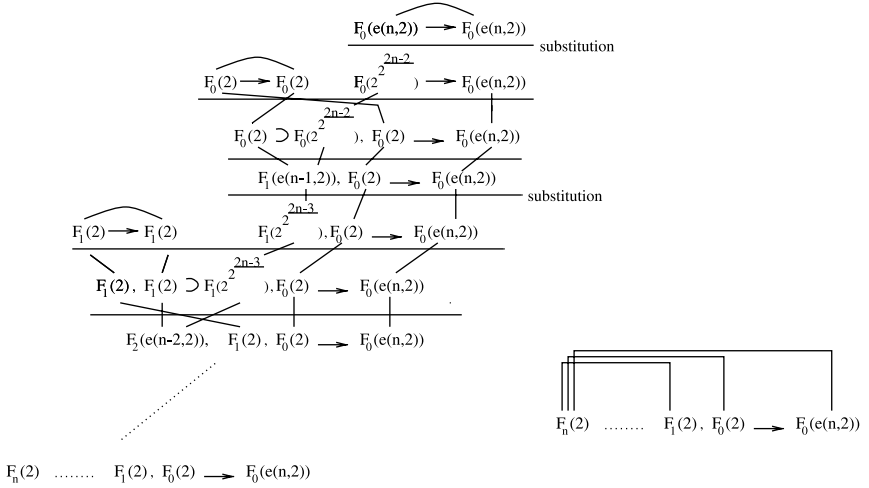 F₀(e(n,2)) → F₀(e(n,2))
substitution
F₀(2) → F₀(2) F₀(2^2^2n-2) → F₀(e(n,2))
F₀(2) ⊃ F₀(2^2^2n-2), F₀(2) → F₀(e(n,2))
F₁(e(n-1,2)), F₀(2) → F₀(e(n,2))
substitution
F₁(2) → F₁(2) F₁(2^2^2n-3), F₀(2) → F₀(e(n,2))
F₁(2), F₁(2) ⊃ F₁(2^2^2n-3), F₀(2) → F₀(e(n,2))
F₂(e(n-2,2)), F₁(2), F₀(2) → F₀(e(n,2))
Fₙ(2) ........ F₁(2), F₀(2) → F₀(e(n,2))
Fₙ(2) ........ F₁(2), F₀(2) → F₀(e(n,2))